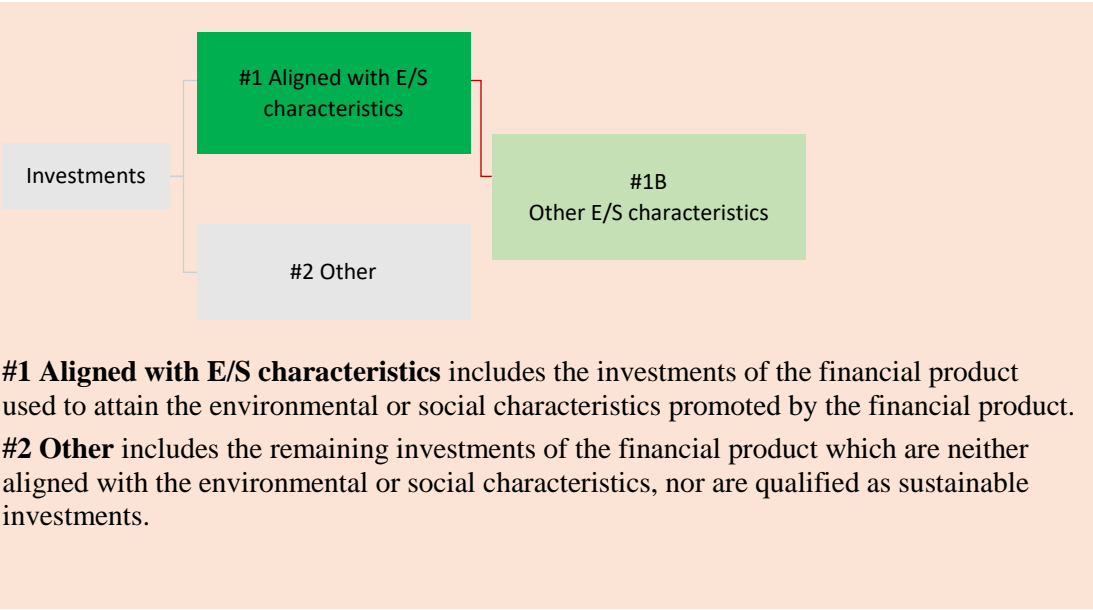 #1 Aligned with E/S
characteristics
Investments
#1B
Other E/S characteristics
#2 Other
#1 Aligned with E/S characteristics includes the investments of the financial product
used to attain the environmental or social characteristics promoted by the financial product.
#2 Other includes the remaining investments of the financial product which are neither
aligned with the environmental or social characteristics, nor are qualified as sustainable
investments.